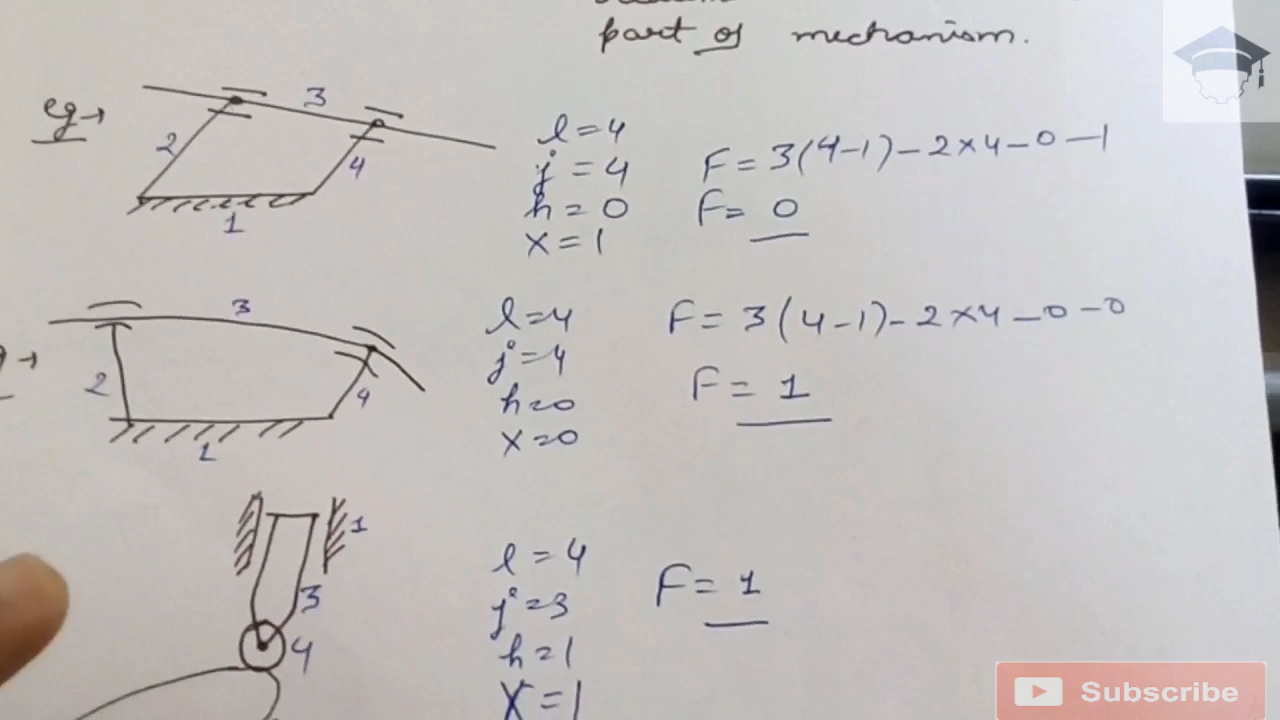 part of mechanism.
eg→
3
2
4
1
l=4
j=4
h=0
x=1
F=3(4-1)-2×4-0-1
F=0
3
2
4
1
l=4
j=4
h=0
x=0
F=3(4-1)-2×4-0-0
F=1
1
3
4
l=4
j=3
h=1
x=1
F=1
Subscribe